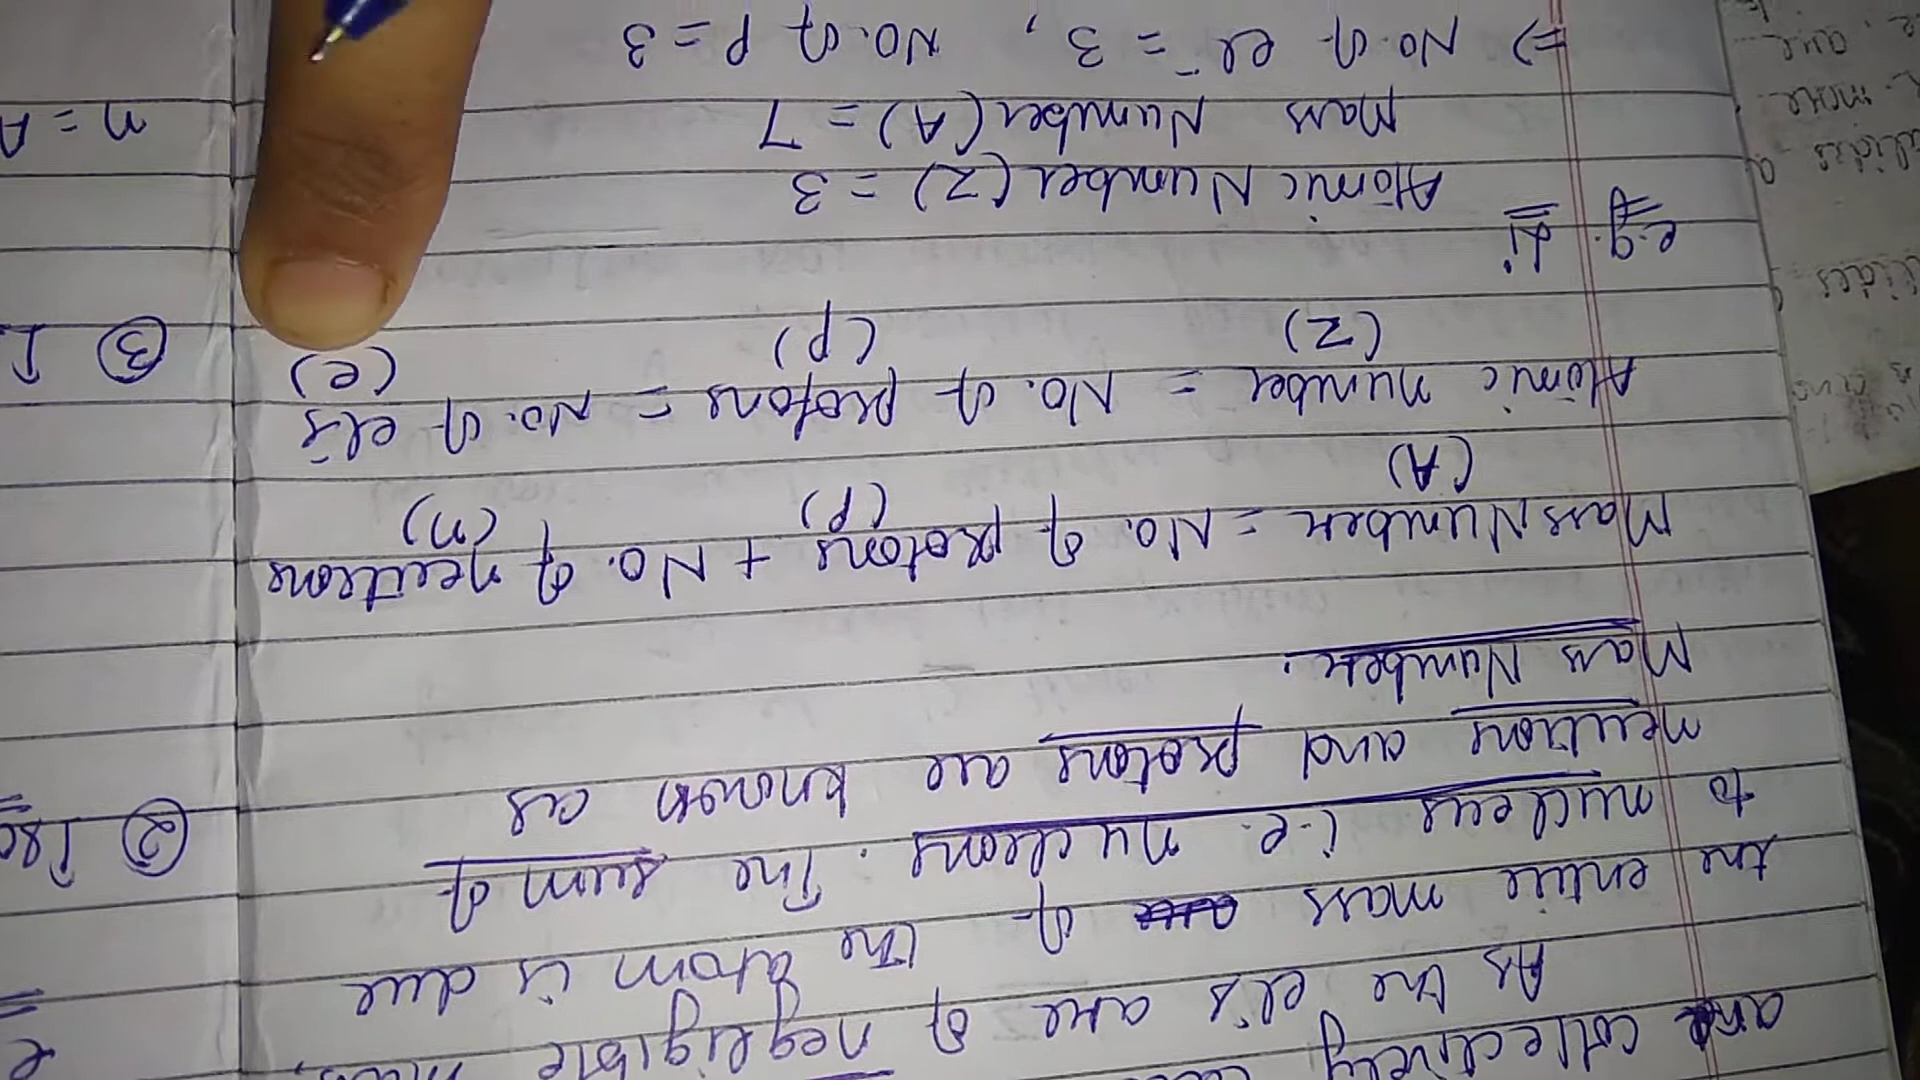 are collectively
As the el⁻s are of negligible mass,
the entire mass of the atom is due
to nucleus i.e. nucleons. The sum of
neutrons and protons are known as
Mass Number.
Mass Number = No. of protons + No. of neutrons
(A) (p) (n)
Atomic number = No. of protons = No. of el⁻s
(Z) (p) (e)
e.g. Li
Atomic Number (Z) = 3
Mass Number (A) = 7
⇒ No. of el⁻ = 3, No. of p = 3
②
③
n = A